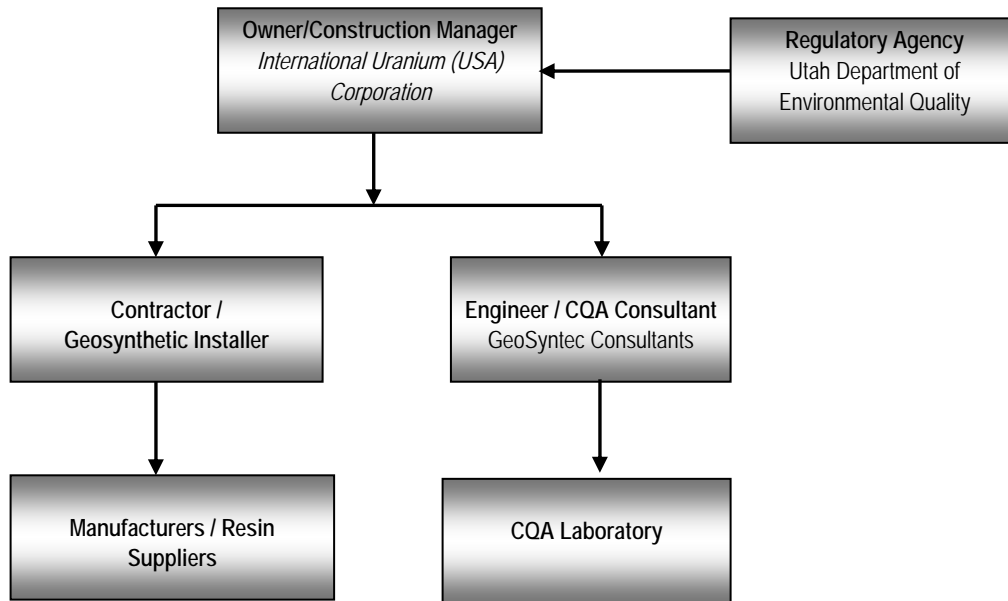 Owner/Construction Manager
International Uranium (USA)
Corporation
Regulatory Agency
Utah Department of
Environmental Quality
Contractor /
Geosynthetic Installer
Engineer / CQA Consultant
GeoSyntec Consultants
Manufacturers / Resin
Suppliers
CQA Laboratory